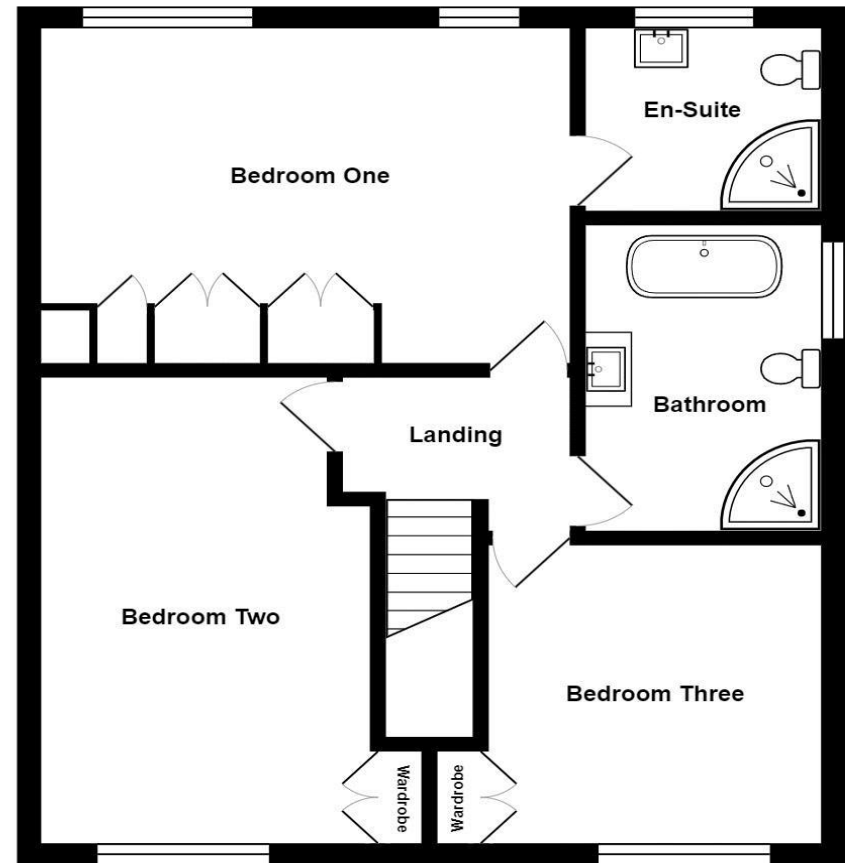 En-Suite
Bedroom One
Bathroom
Landing
Bedroom Two
Bedroom Three
Wardrobe
Wardrobe